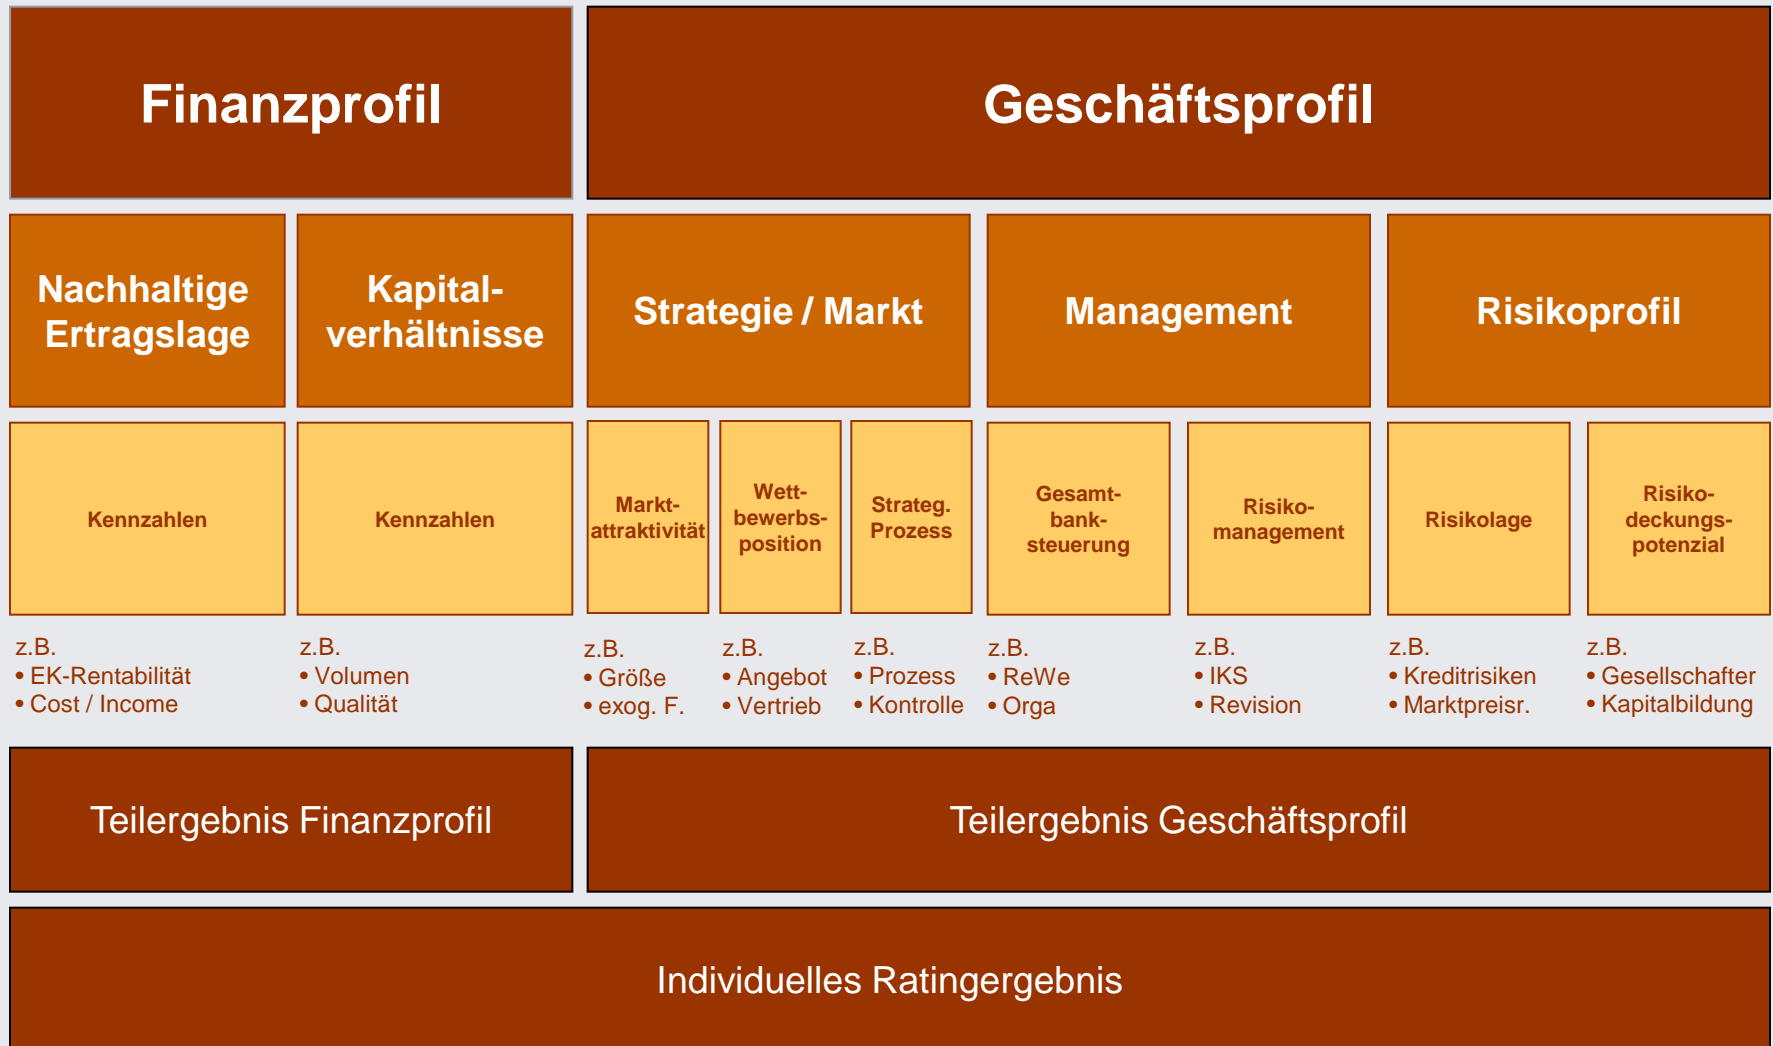 Finanzprofil
Geschäftsprofil
Nachhaltige
Ertragslage
Kapital-
verhältnisse
Strategie / Markt
Management
Risikoprofil
Kennzahlen
Kennzahlen
Markt-
attraktivität
Wett-
bewerbs-
position
Strateg.
Prozess
Gesamt-
bank-
steuerung
Risiko-
management
Risikolage
Risiko-
deckungs-
potenzial
z.B.
• EK-Rentabilität
• Cost / Income
z.B.
• Volumen
• Qualität
z.B.
• Größe
• exog. F.
z.B.
• Angebot
• Vertrieb
z.B.
• Prozess
• Kontrolle
z.B.
• ReWe
• Orga
z.B.
• IKS
• Revision
z.B.
• Kreditrisiken
• Marktpreisr.
z.B.
• Gesellschafter
• Kapitalbildung
Teilergebnis Finanzprofil
Teilergebnis Geschäftsprofil
Individuelles Ratingergebnis